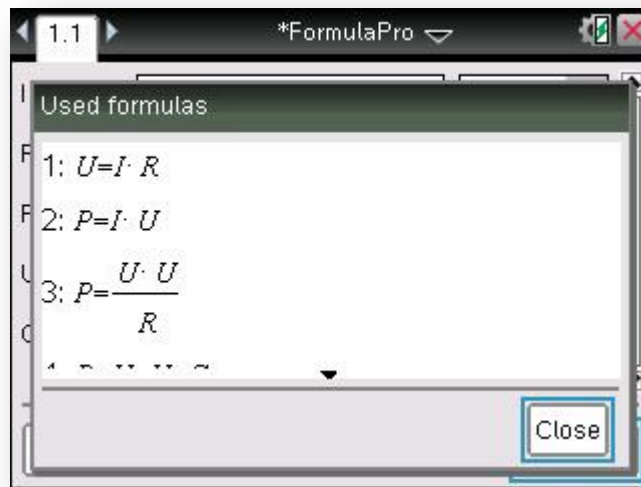 1.1 *FormulaPro
Used formulas
1: U=I· R
2: P=I· U
3: P=U· U/R
Close